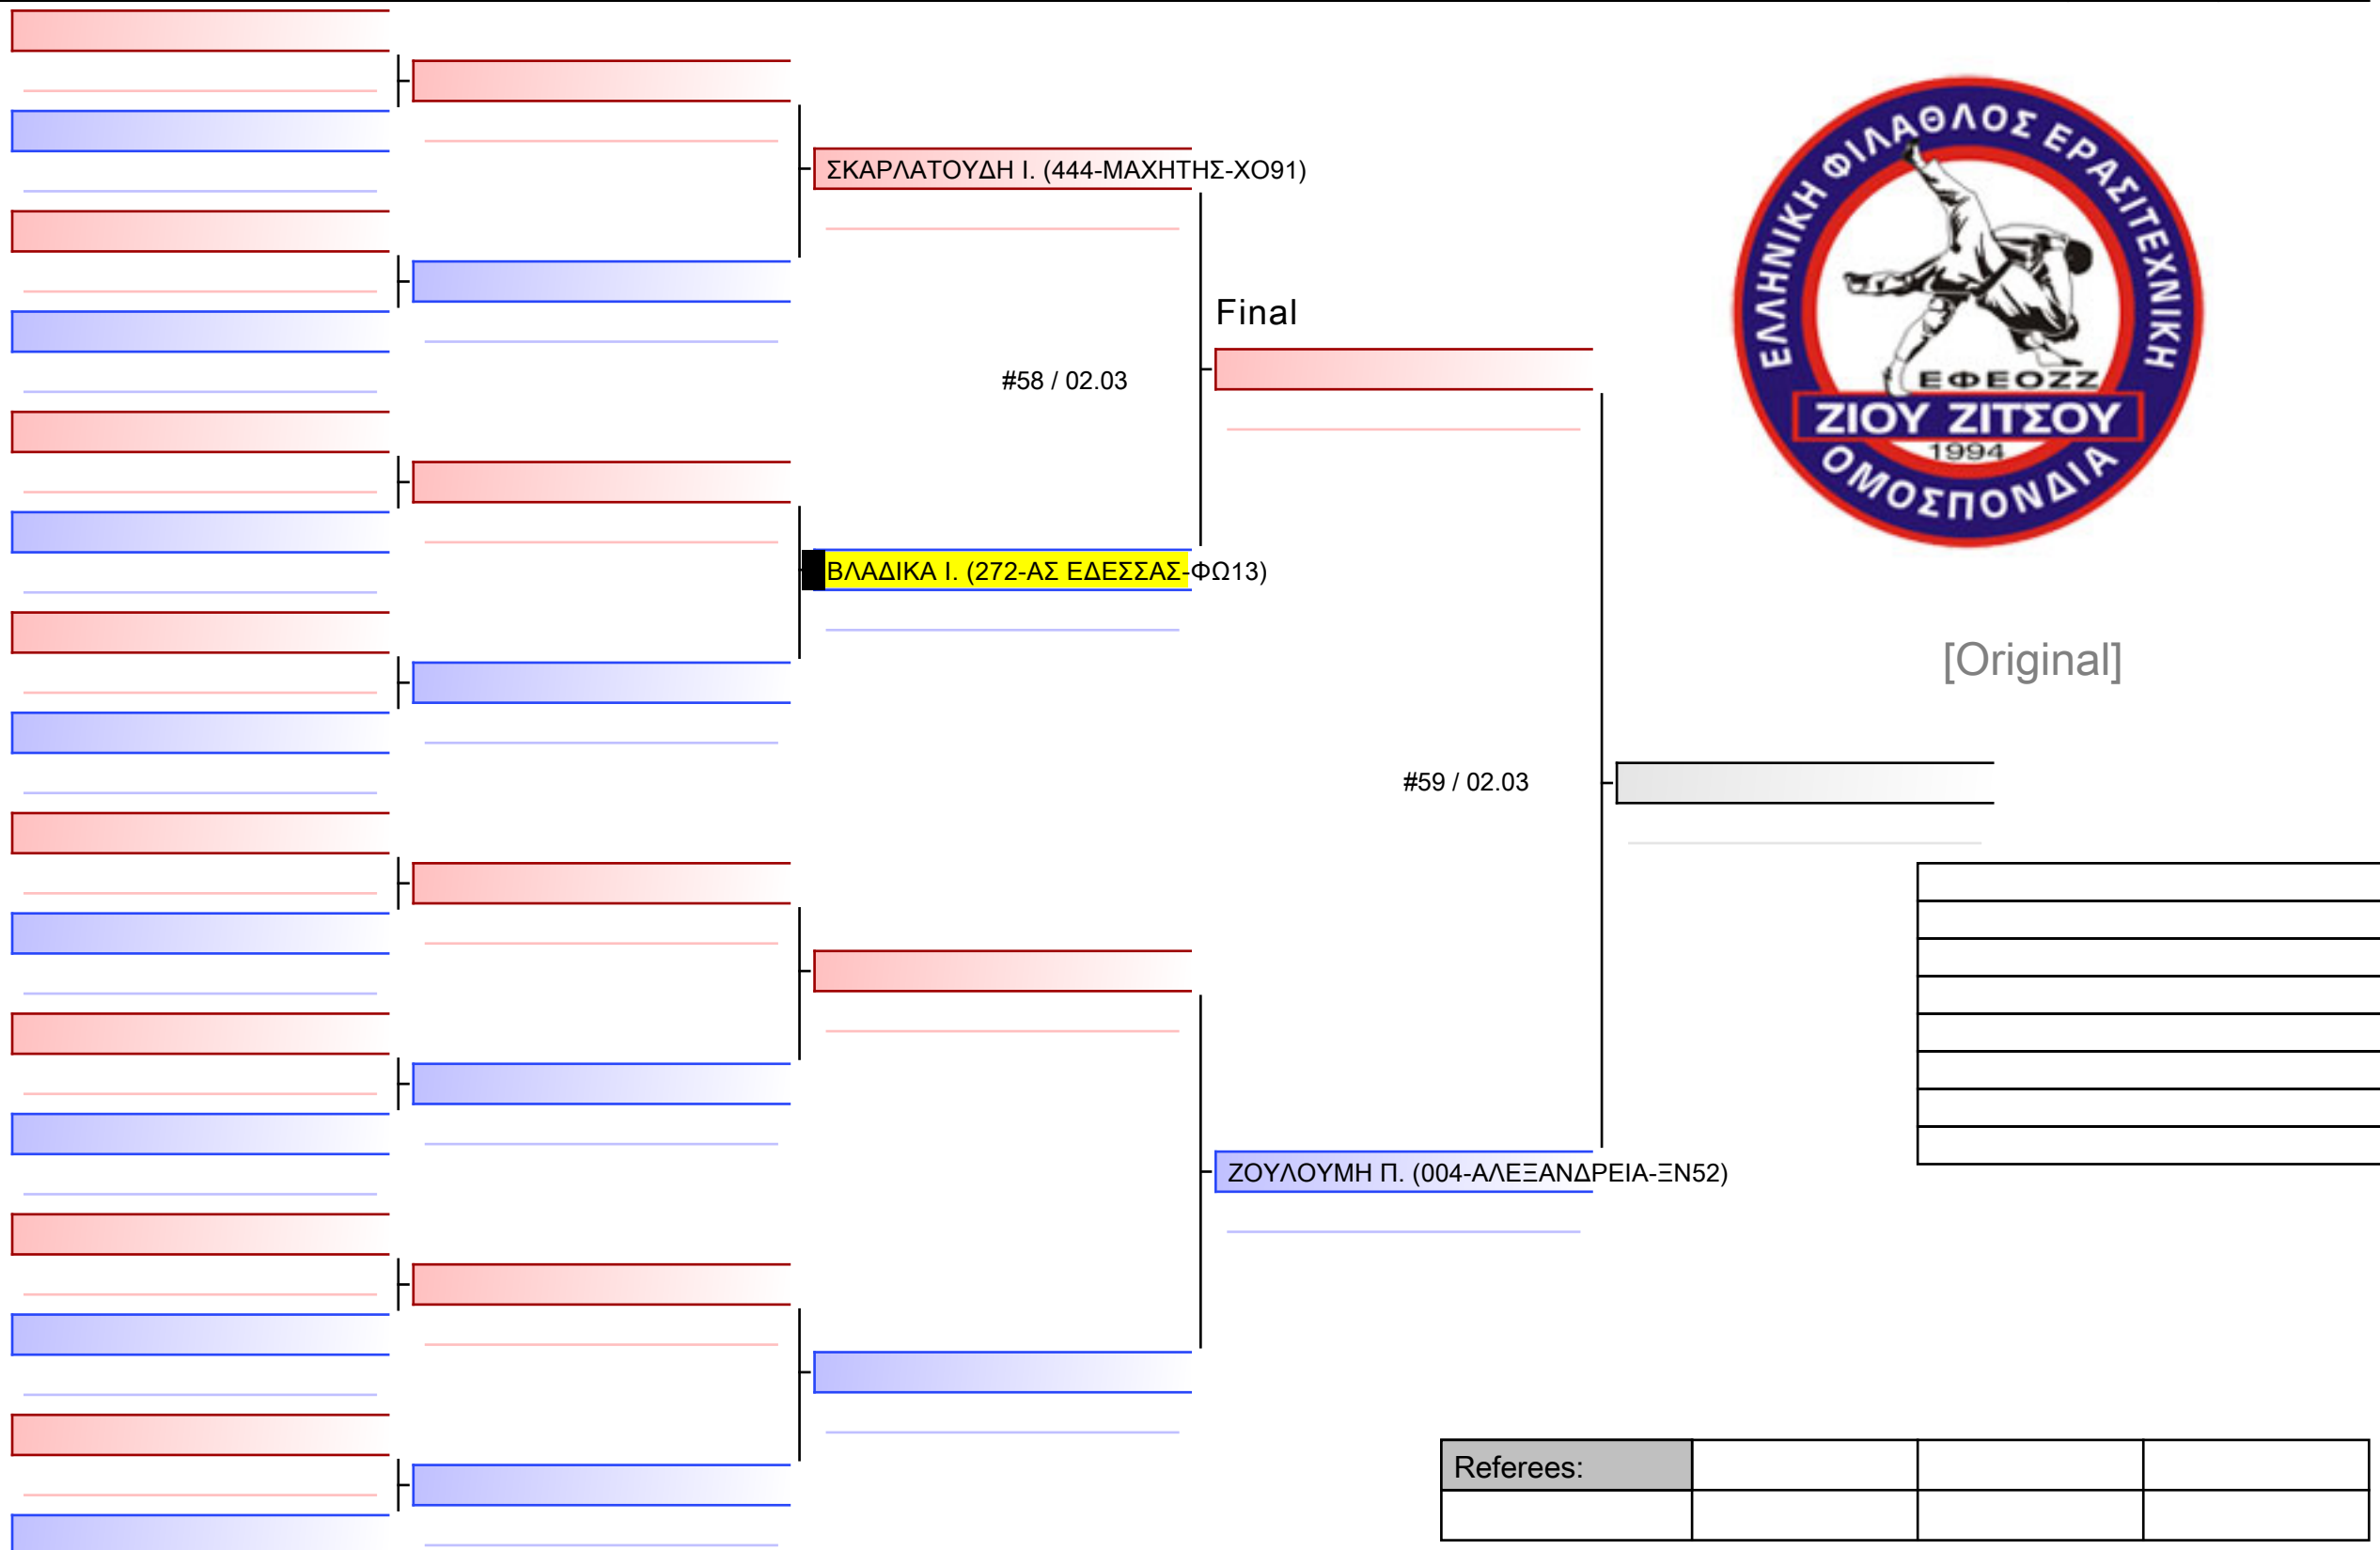 ΣΚΑΡΛΑΤΟΥΔΗ Ι. (444-ΜΑΧΗΤΗΣ-ΧΟ91)
Final
#58 / 02.03
ΒΛΑΔΙΚΑ Ι. (272-ΑΣ ΕΔΕΣΣΑΣ-ΦΩ13)
#59 / 02.03
ΖΟΥΛΟΥΜΗ Π. (004-ΑΛΕΞΑΝΔΡΕΙΑ-ΞΝ52)
ΕΛΛΗΝΙΚΗ ΦΙΛΑΘΛΟΣ ΕΡΑΣΙΤΕΧΝΙΚΗ
ΕΦΕΟΖΖ
ΖΙΟΥ ΖΙΤΣΟΥ
1994
ΟΜΟΣΠΟΝΔΙΑ
[Original]
Referees: